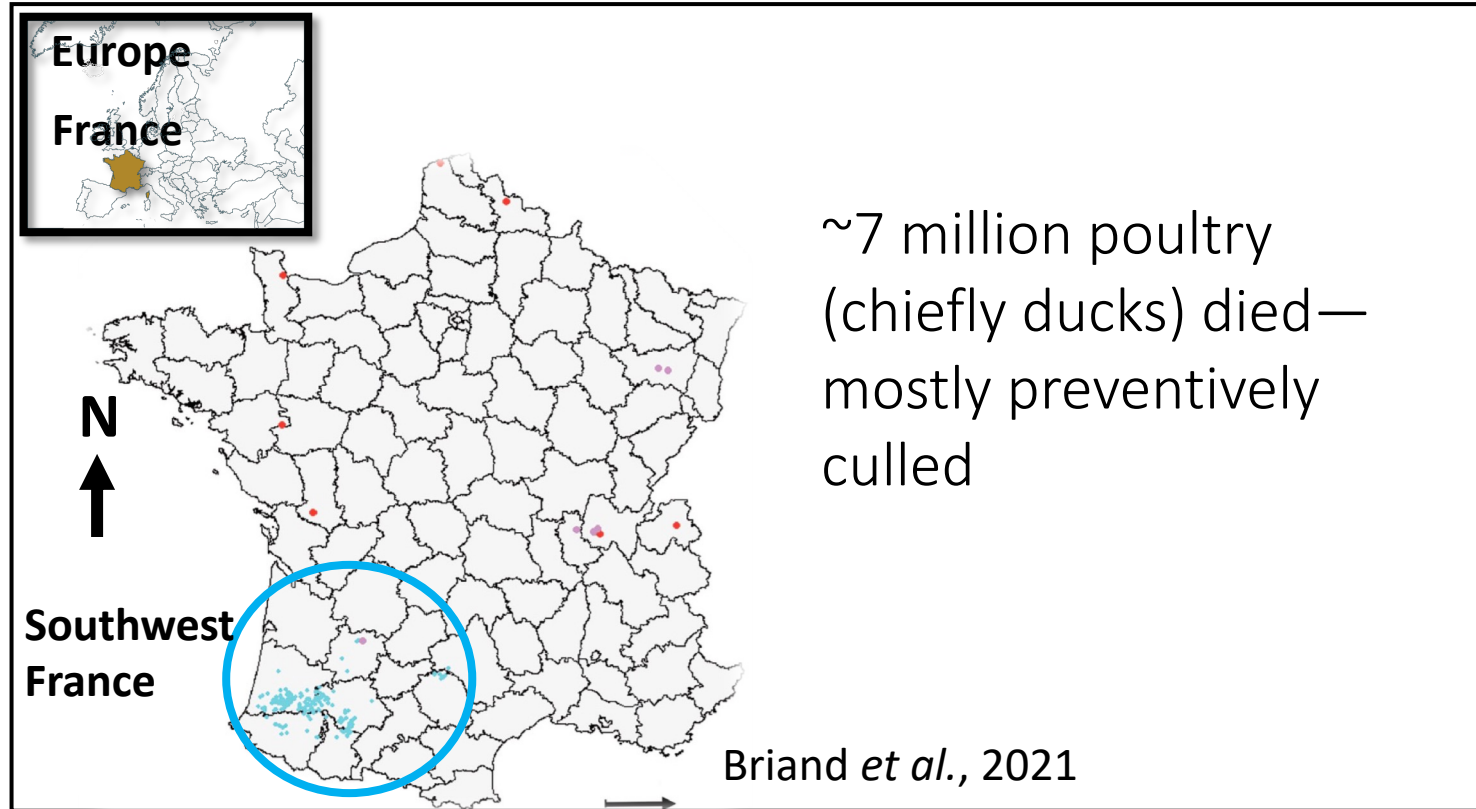 Europe
France
~7 million poultry
(chiefly ducks) died—
mostly preventively
culled
N
Southwest
France
Briand et al., 2021